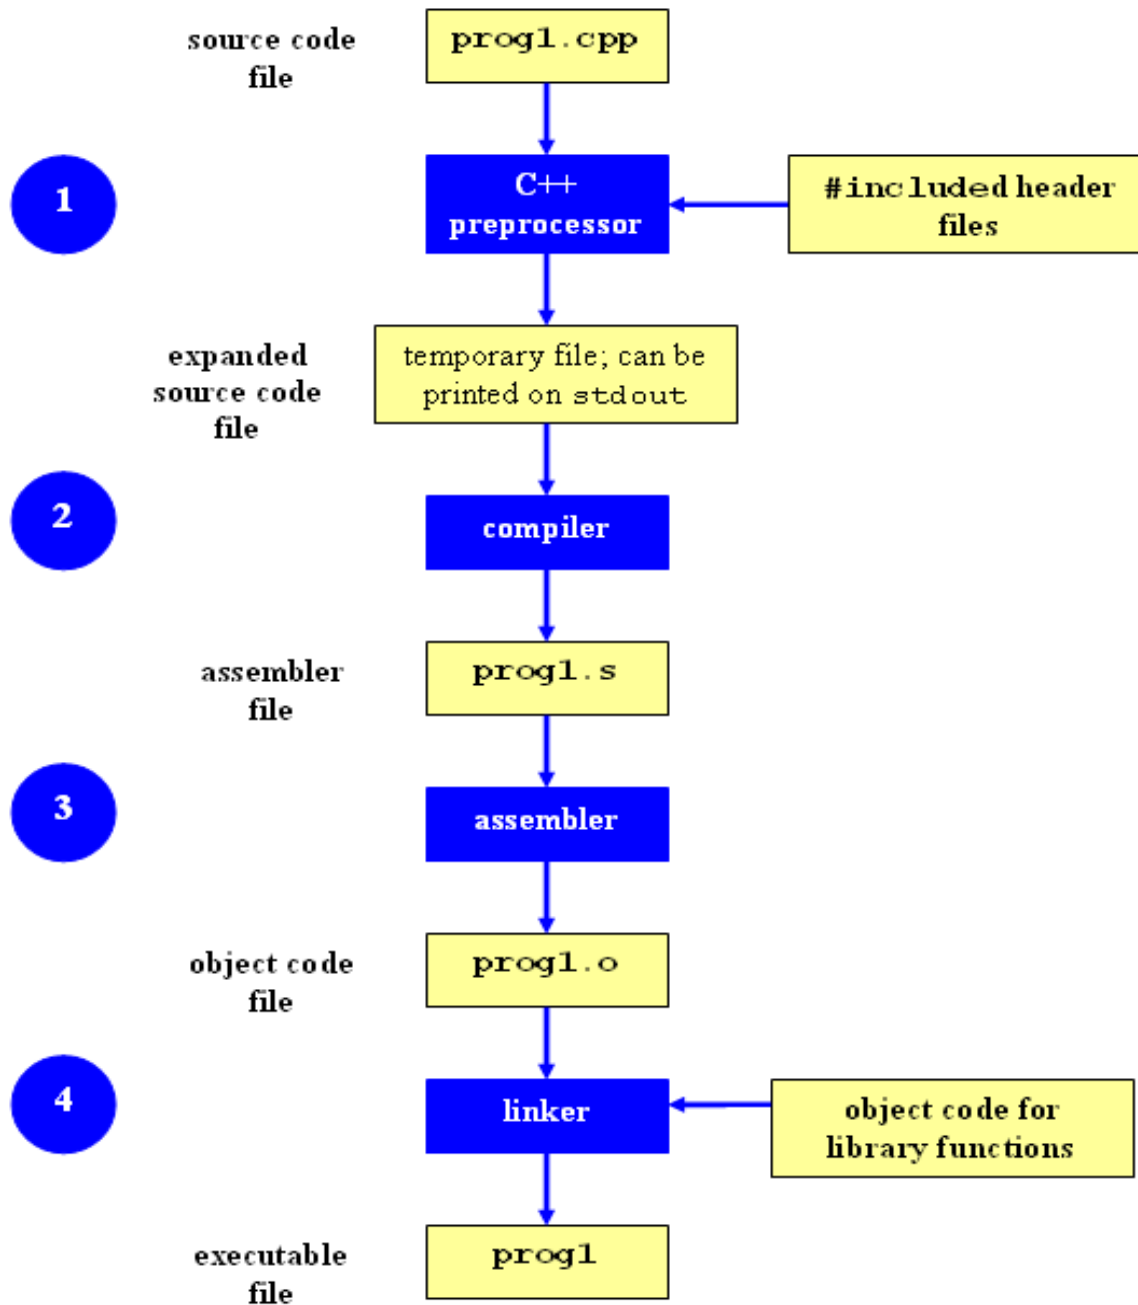 source code
file
prog1.cpp
1
C++
preprocessor
#included header
files
expanded
source code
file
temporary file; can be
printed on stdout
2
compiler
assembler
file
prog1.s
3
assembler
object code
file
prog1.o
4
linker
object code for
library functions
executable
file
prog1